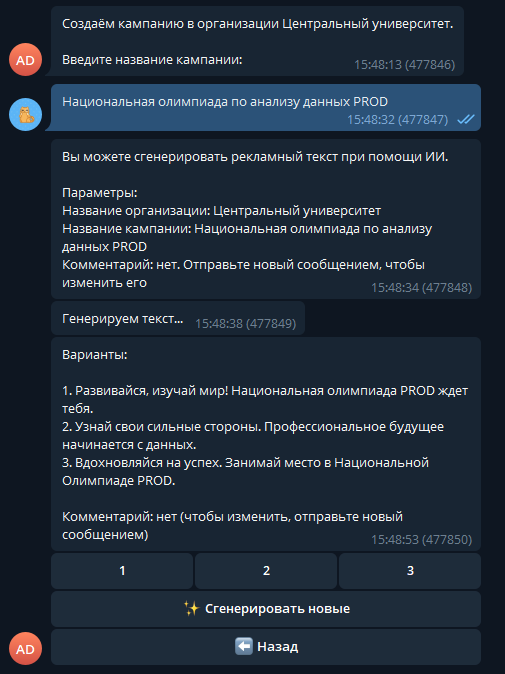 Создаём кампанию в организации Центральный университет.
Введите название кампании:
15:48:13 (477846)
AD
Национальная олимпиада по анализу данных PROD
15:48:32 (477847)
Вы можете сгенерировать рекламный текст при помощи ИИ.
Параметры:
Название организации: Центральный университет
Название кампании: Национальная олимпиада по анализу
данных PROD
Комментарий: нет. Отправьте новый сообщением, чтобы
изменить его
15:48:34 (477848)
Генерируем текст...
15:48:38 (477849)
Варианты:
1. Развивайся, изучай мир! Национальная олимпиада PROD ждет
тебя.
2. Узнай свои сильные стороны. Профессиональное будущее
начинается с данных.
3. Вдохновляйся на успех. Занимай место в Национальной
Олимпиаде PROD.
Комментарий: нет (чтобы изменить, отправьте новый
сообщением)
15:48:53 (477850)
1
2
3
Сгенерировать новые
Назад
AD